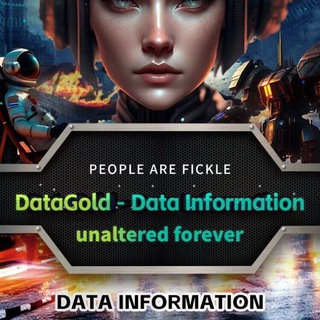 PEOPLE ARE FICKLE
DataGold - Data Information
unaltered forever
DATA INFORMATION